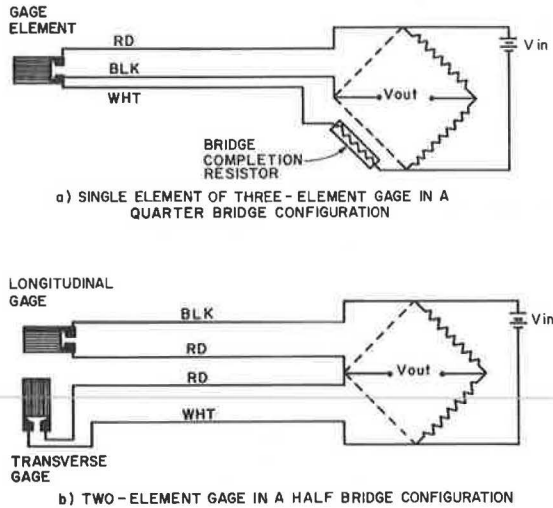 GAGE
ELEMENT
RD
BLK
WHT
Vin
Vout
BRIDGE
COMPLETION
RESISTOR
a) SINGLE ELEMENT OF THREE-ELEMENT GAGE IN A
QUARTER BRIDGE CONFIGURATION
LONGITUDINAL
GAGE
BLK
RD
RD
WHT
Vin
Vout
TRANSVERSE
GAGE
b) TWO-ELEMENT GAGE IN A HALF BRIDGE CONFIGURATION